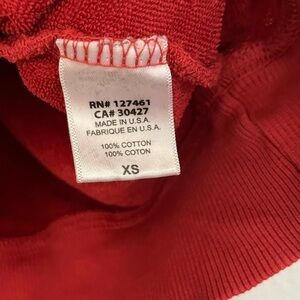 RN# 127461
CA# 30427
MADE IN U.S.A.
FABRIQUE EN U.S.A.
100% COTTON
100% COTON
XS